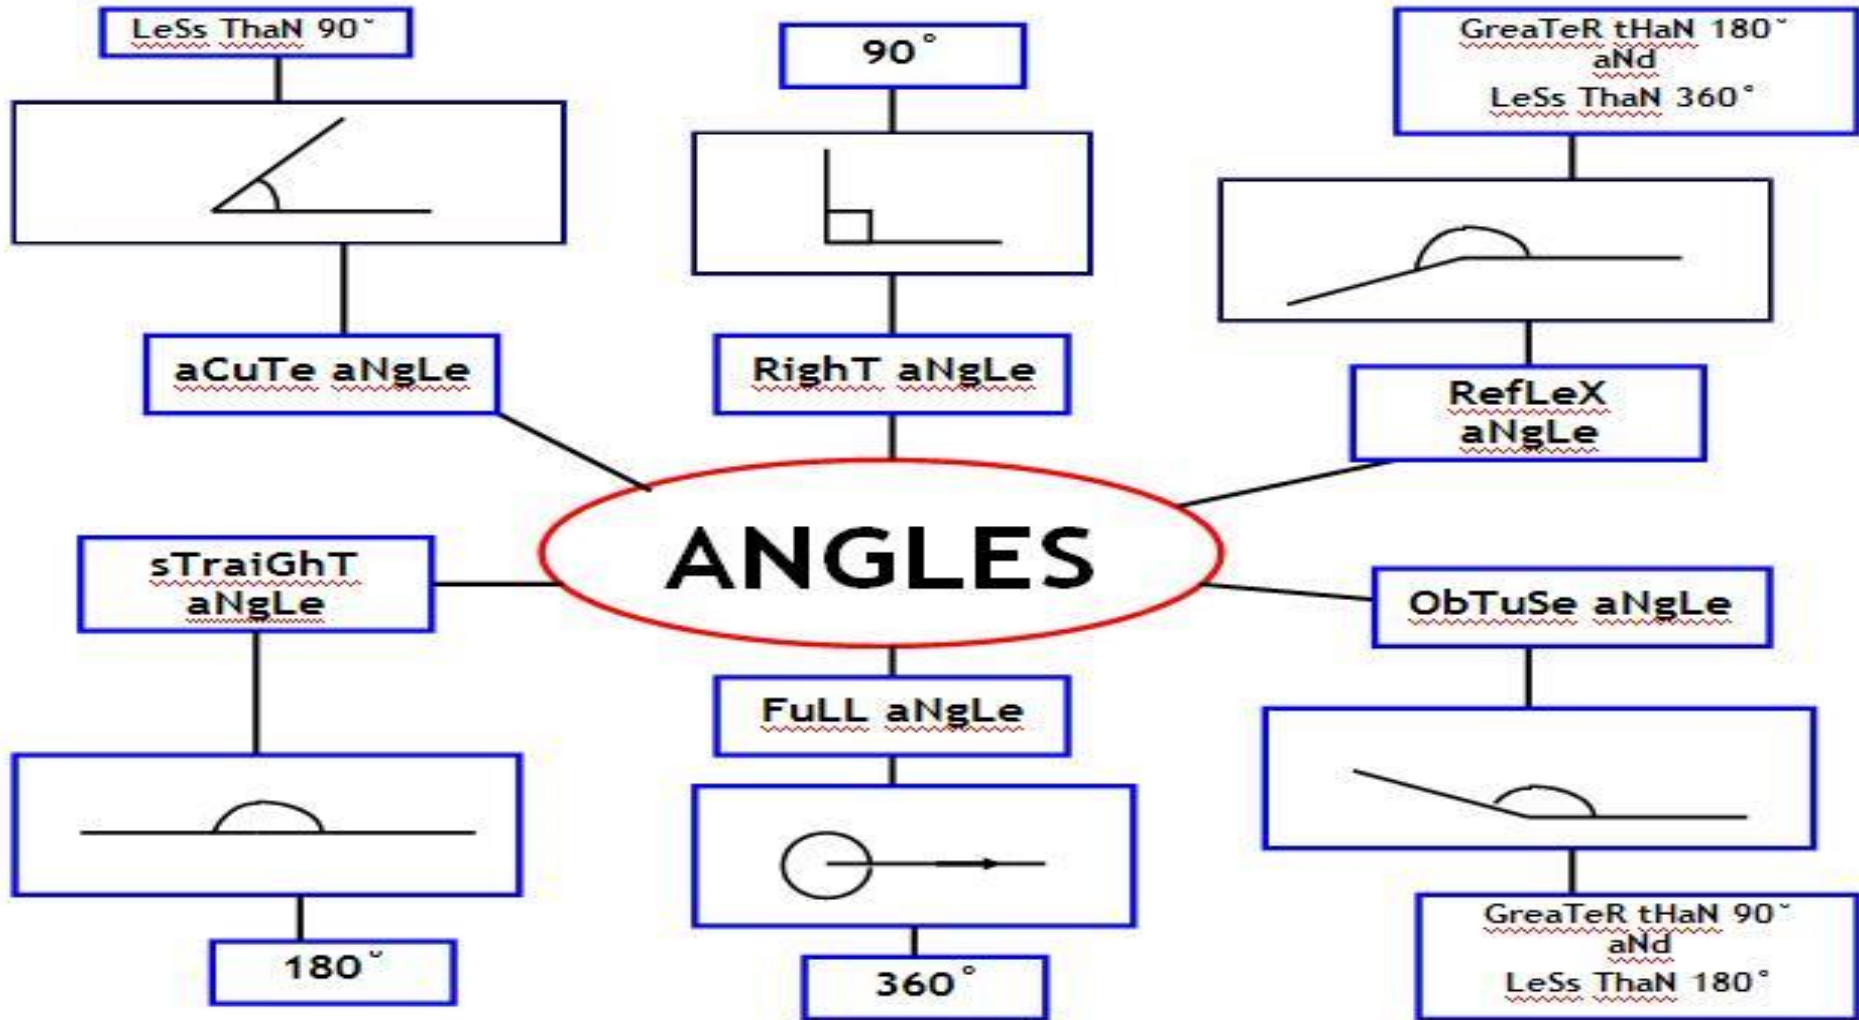 LeSs ThaN 90˘
90°
GreaTeR tHaN 180˘
aNd
LeSs ThaN 360°
aCuTe aNgLe
RighT aNgLe
RefLeX
aNgLe
ANGLES
sTraiGhT
aNgLe
ObTuSe aNgLe
FuLL aNgLe
180˘
360°
GreaTeR tHaN 90˘
aNd
LeSs ThaN 180°